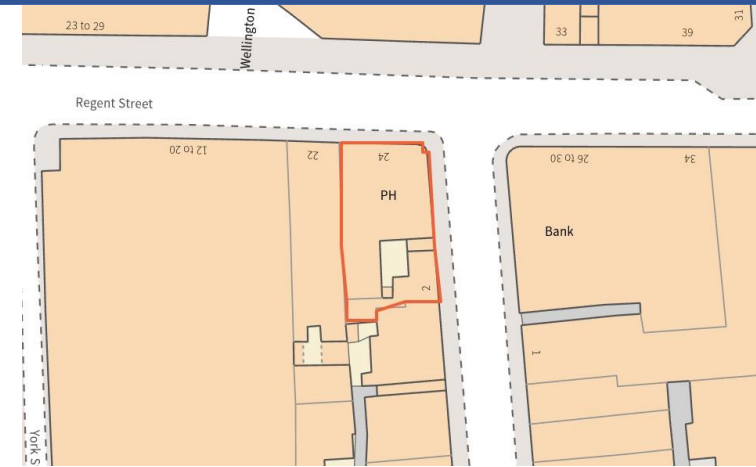 23 to 29
Wellington
33
39
31
Regent Street
12 to 20
22
24
PH
26 to 30
34
Bank
2
1
York S